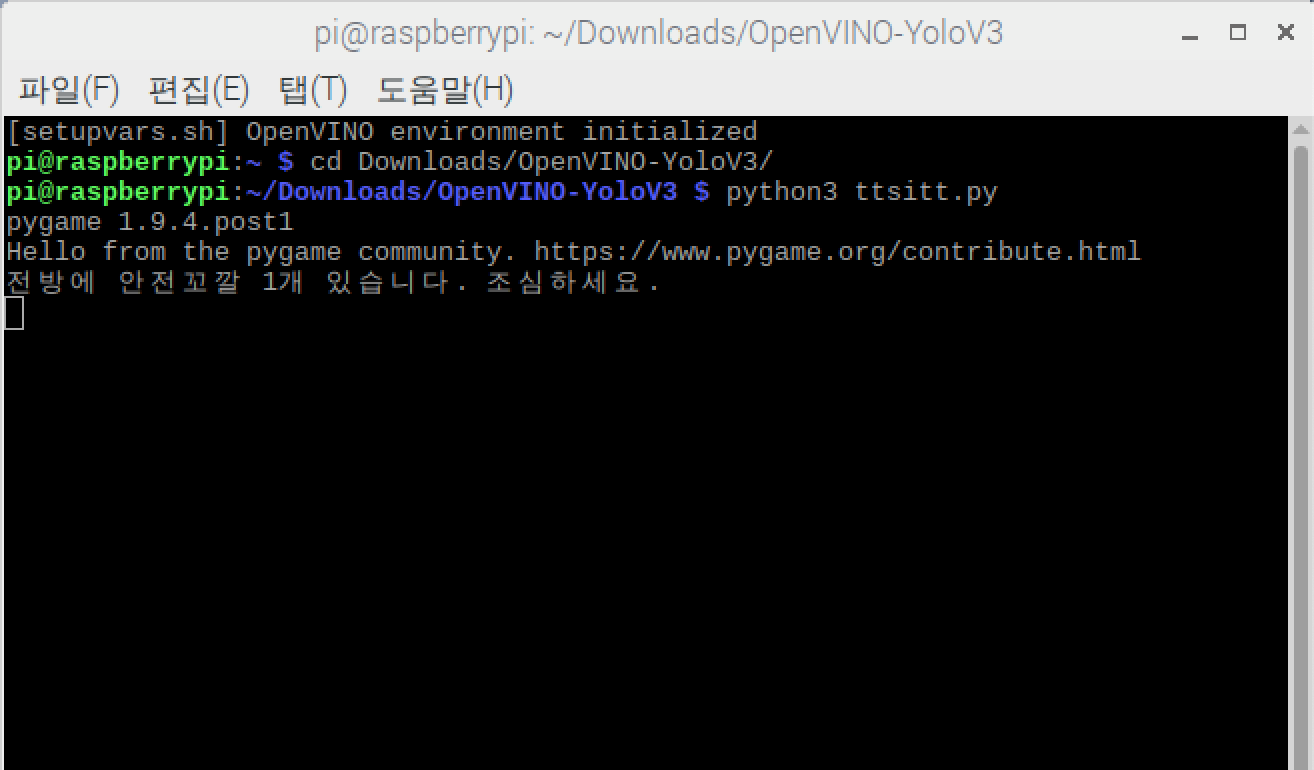 pi@raspberrypi: ~/Downloads/OpenVINO-YoloV3
파일(F) 편집(E) 탭(T) 도움말(H)
[setupvars.sh] OpenVINO environment initialized
pi@raspberrypi:~ $ cd Downloads/OpenVINO-YoloV3/
pi@raspberrypi:~/Downloads/OpenVINO-YoloV3 $ python3 ttsitt.py
pygame 1.9.4.post1
Hello from the pygame community. https://www.pygame.org/contribute.html
전방에 안전꼬깔 1개 있습니다. 조심하세요.